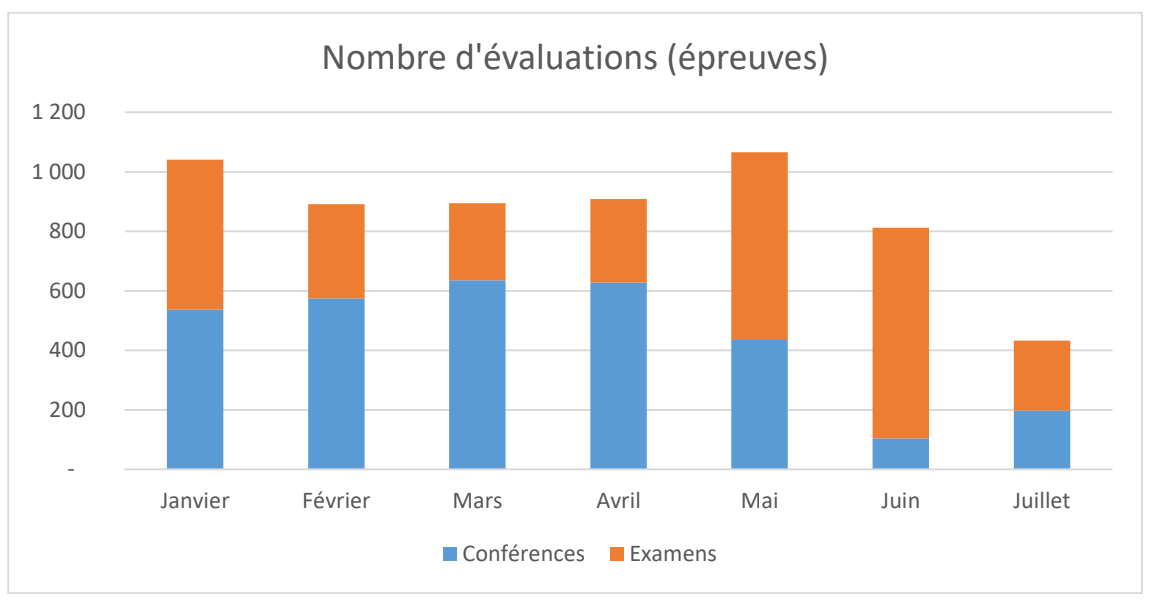 Nombre d'évaluations (épreuves)
1 200
1 000
800
600
400
200
-
Janvier Février Mars Avril Mai Juin Juillet
Conférences Examens